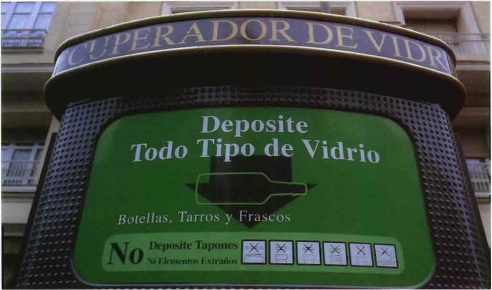 CUPERADOR DE VIDR
Deposite
Todo Tipo de Vidrio
Botellas, Tarros y Frascos
No Deposite Tapones
Ni Elementos Extraños